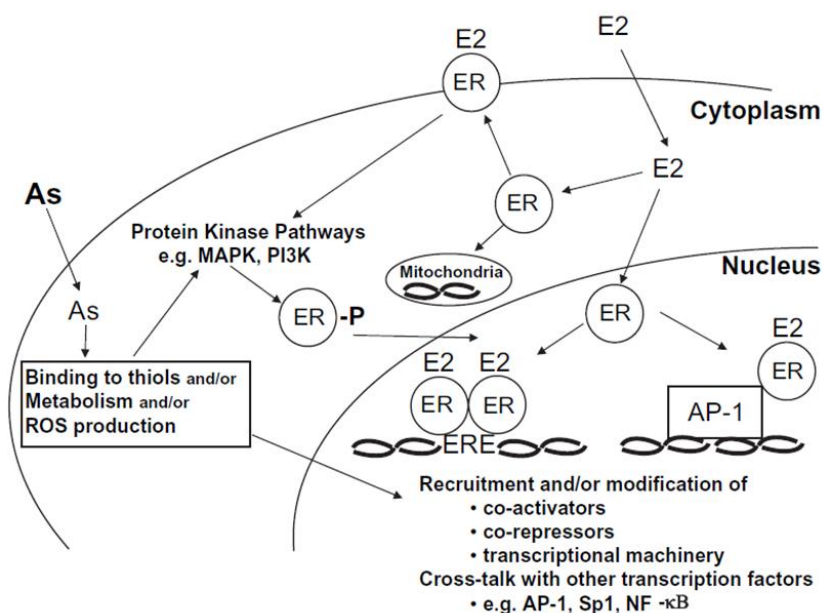 E2
E2
ER
Cytoplasm
E2
As
ER
Protein Kinase Pathways
e.g. MAPK, PI3K
Mitochondria
Nucleus
As
ER -P
ER
E2
E2 E2
ER
Binding to thiols and/or
Metabolism and/or
ROS production
ER ER
AP-1
ERE
Recruitment and/or modification of
• co-activators
• co-repressors
• transcriptional machinery
Cross-talk with other transcription factors
• e.g. AP-1, Sp1, NF -κB